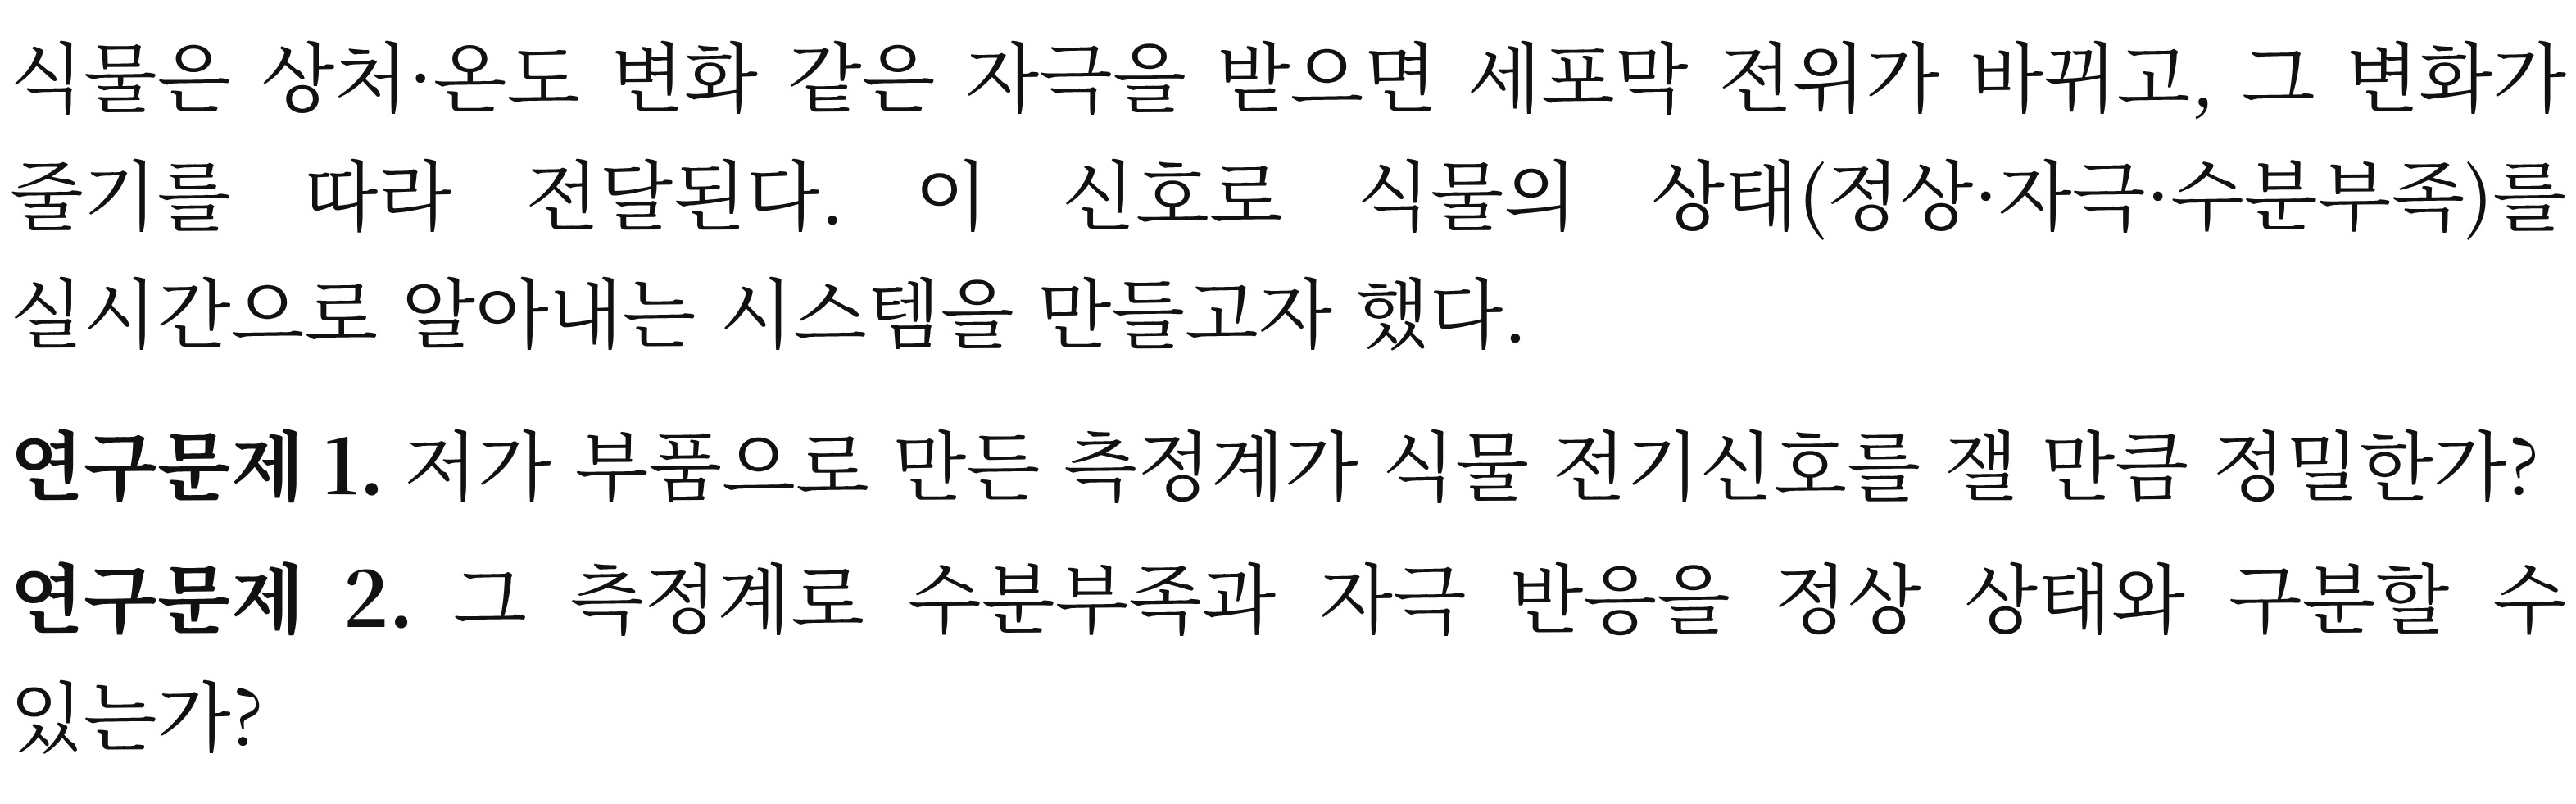 식물은 상처·온도 변화 같은 자극을 받으면 세포막 전위가 바뀌고, 그 변화가
줄기를 따라 전달된다. 이 신호로 식물의 상태(정상·자극·수분부족)를
실시간으로 알아내는 시스템을 만들고자 했다.
연구문제 1. 저가 부품으로 만든 측정계가 식물 전기신호를 잴 만큼 정밀한가?
연구문제 2. 그 측정계로 수분부족과 자극 반응을 정상 상태와 구분할 수
있는가?